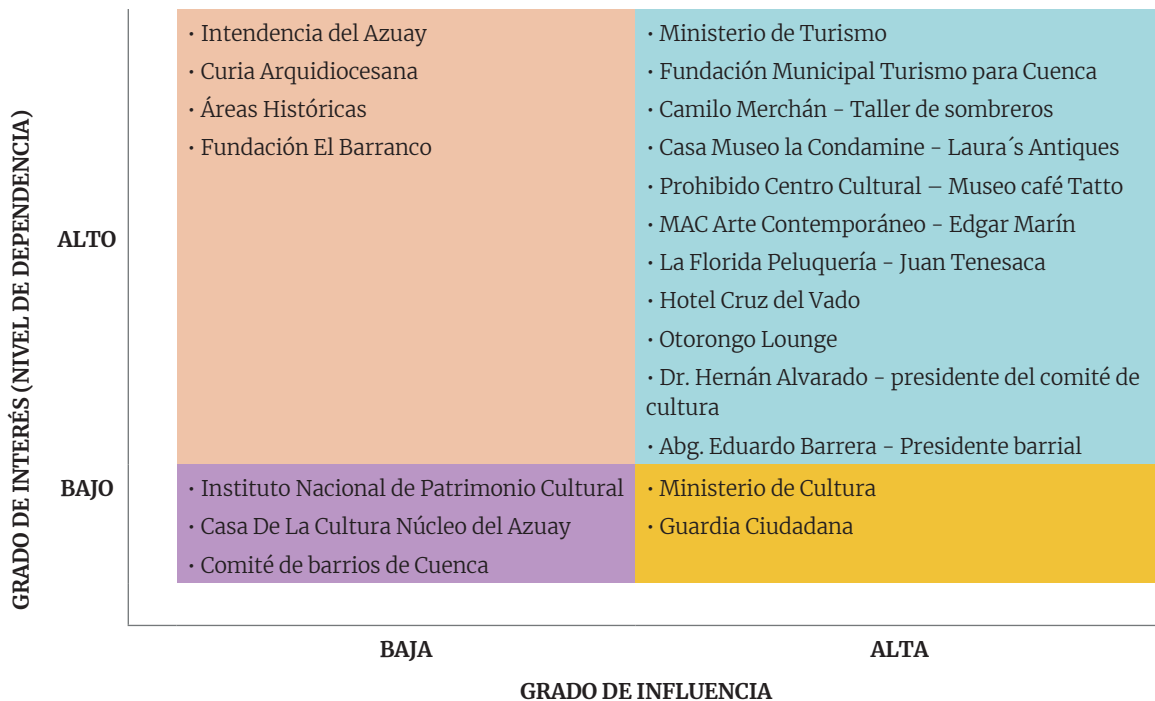 GRADO DE INTERÉS (NIVEL DE DEPENDENCIA)
ALTO
· Intendencia del Azuay
· Curia Arquidiocesana
· Áreas Históricas
· Fundación El Barranco
· Ministerio de Turismo
· Fundación Municipal Turismo para Cuenca
· Camilo Merchán - Taller de sombreros
· Casa Museo la Condamine - Laura´s Antiques
· Prohibido Centro Cultural – Museo café Tatto
· MAC Arte Contemporáneo - Edgar Marín
· La Florida Peluquería - Juan Tenesaca
· Hotel Cruz del Vado
· Otorongo Lounge
· Dr. Hernán Alvarado - presidente del comité de
cultura
· Abg. Eduardo Barrera - Presidente barrial
BAJO
· Instituto Nacional de Patrimonio Cultural
· Casa De La Cultura Núcleo del Azuay
· Comité de barrios de Cuenca
· Ministerio de Cultura
· Guardia Ciudadana
BAJA
ALTA
GRADO DE INFLUENCIA